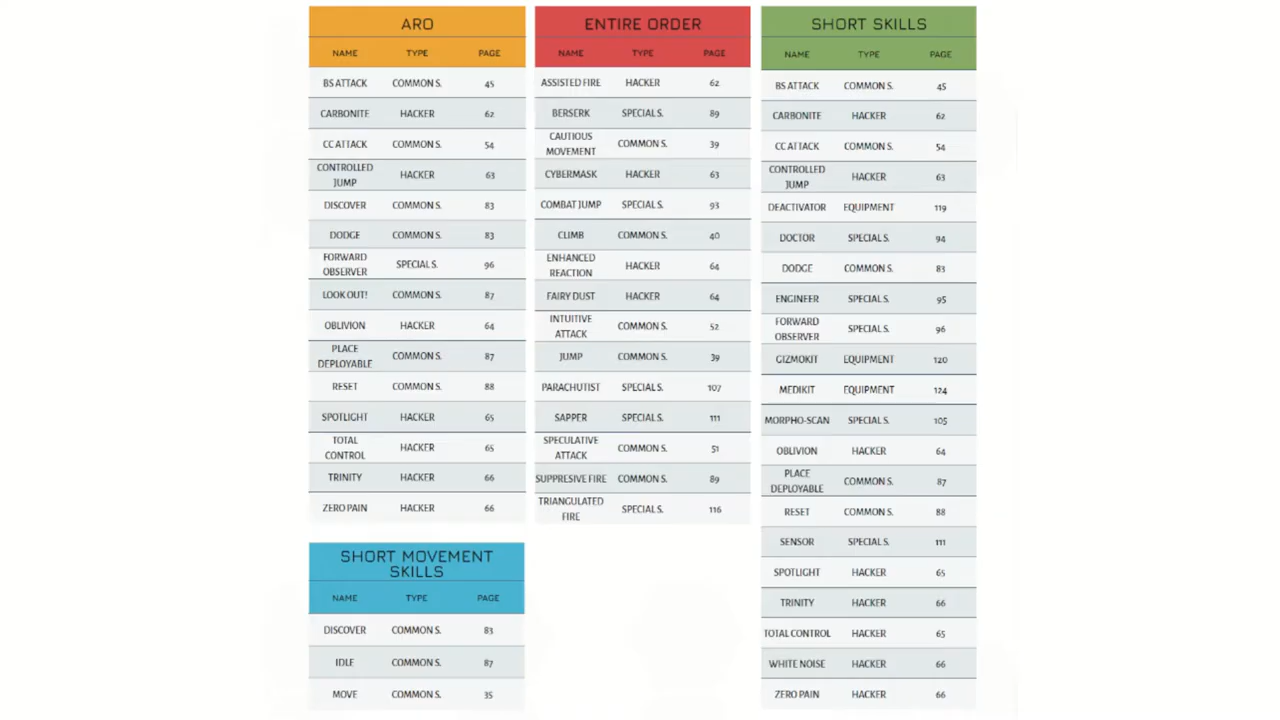 ARO
NAME TYPE PAGE
BS ATTACK COMMON S. 45
CARBONITE HACKER 62
CC ATTACK COMMON S. 54
CONTROLLED
JUMP HACKER 63
DISCOVER COMMON S. 83
DODGE COMMON S. 83
FORWARD
OBSERVER SPECIAL S. 96
LOOK OUT! COMMON S. 87
OBLIVION HACKER 64
PLACE
DEPLOYABLE COMMON S. 87
RESET COMMON S. 88
SPOTLIGHT HACKER 65
TOTAL
CONTROL HACKER 65
TRINITY HACKER 66
ZERO PAIN HACKER 66
SHORT MOVEMENT
SKILLS
NAME TYPE PAGE
DISCOVER COMMON S. 83
IDLE COMMON S. 87
MOVE COMMON S. 35
ENTIRE ORDER
NAME TYPE PAGE
ASSISTED FIRE HACKER 62
BERSERK SPECIAL S. 89
CAUTIOUS
MOVEMENT COMMON S. 39
CYBERMASK HACKER 63
COMBAT JUMP SPECIAL S. 93
CLIMB COMMON S. 40
ENHANCED
REACTION HACKER 64
FAIRY DUST HACKER 64
INTUITIVE
ATTACK COMMON S. 52
JUMP COMMON S. 39
PARACHUTIST SPECIAL S. 107
SAPPER SPECIAL S. 111
SPECULATIVE
ATTACK COMMON S. 51
SUPPRESIVE FIRE COMMON S. 89
TRIANGULATED
FIRE SPECIAL S. 116
SHORT SKILLS
NAME TYPE PAGE
BS ATTACK COMMON S. 45
CARBONITE HACKER 62
CC ATTACK COMMON S. 54
CONTROLLED
JUMP HACKER 63
DEACTIVATOR EQUIPMENT 119
DOCTOR SPECIAL S. 94
DODGE COMMON S. 83
ENGINEER SPECIAL S. 95
FORWARD
OBSERVER SPECIAL S. 96
GIZMOKIT EQUIPMENT 120
MEDIKIT EQUIPMENT 124
MORPHO-SCAN SPECIAL S. 105
OBLIVION HACKER 64
PLACE
DEPLOYABLE COMMON S. 87
RESET COMMON S. 88
SENSOR SPECIAL S. 111
SPOTLIGHT HACKER 65
TRINITY HACKER 66
TOTAL CONTROL HACKER 65
WHITE NOISE HACKER 66
ZERO PAIN HACKER 66